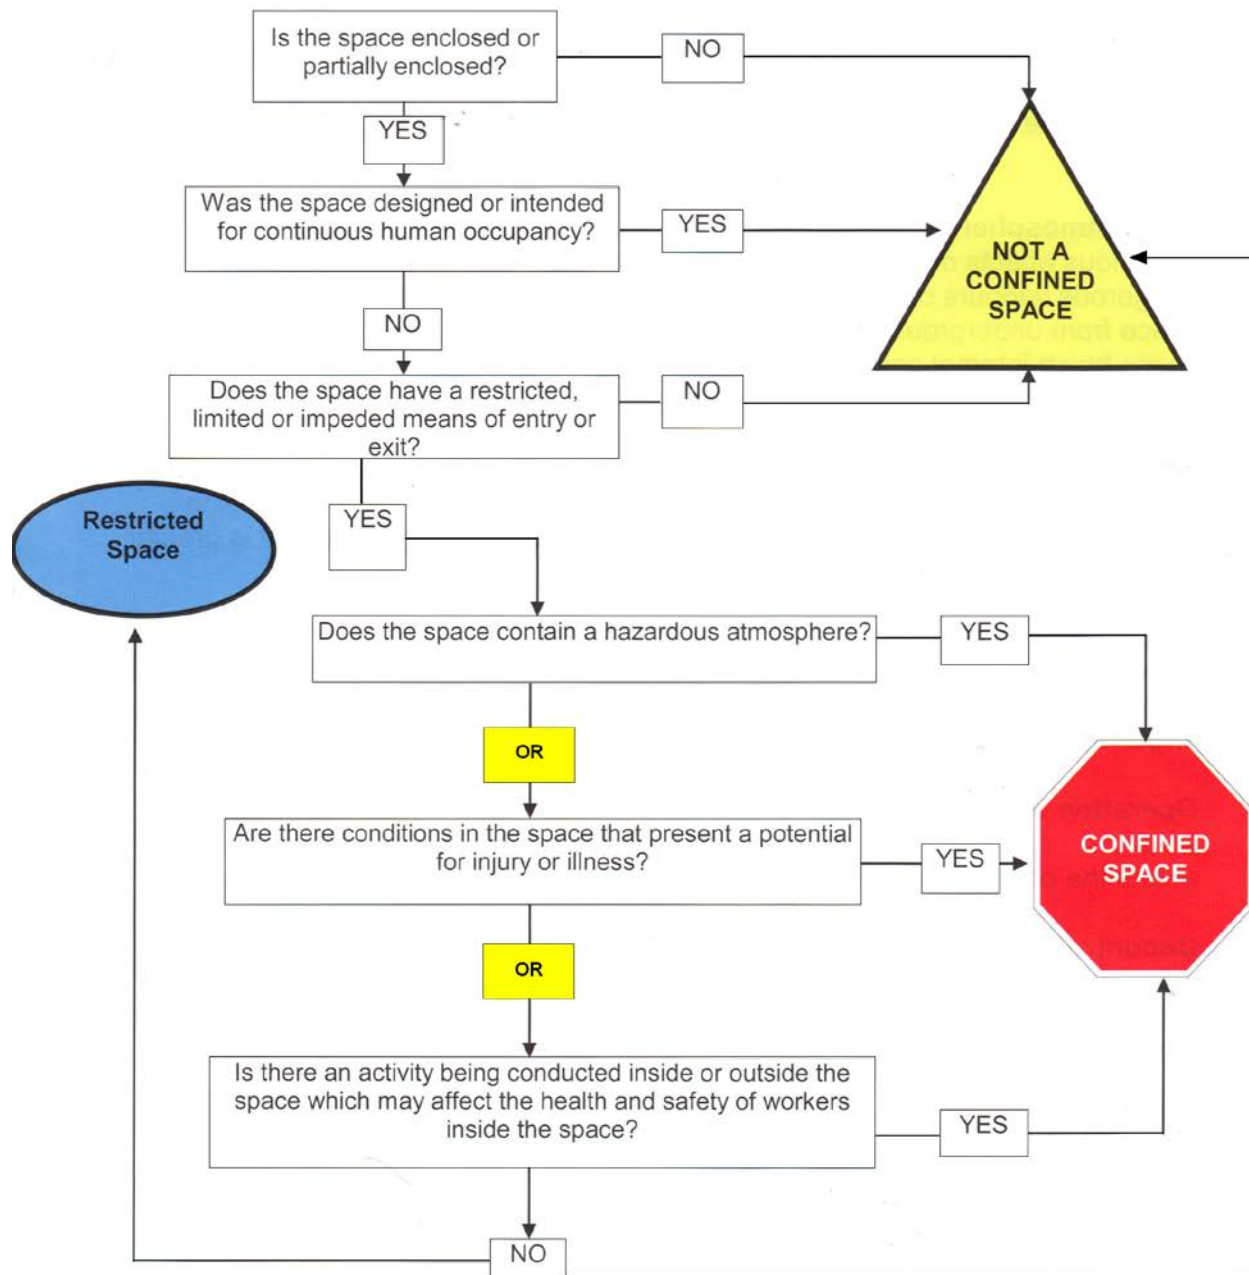 Is the space enclosed or
partially enclosed?
NO
YES
Was the space designed or intended
for continuous human occupancy?
YES
NOT A
CONFINED
SPACE
NO
Does the space have a restricted,
limited or impeded means of entry or
exit?
NO
Restricted
Space
YES
Does the space contain a hazardous atmosphere?
YES
OR
Are there conditions in the space that present a potential
for injury or illness?
YES
CONFINED
SPACE
OR
Is there an activity being conducted inside or outside the
space which may affect the health and safety of workers
inside the space?
YES
NO